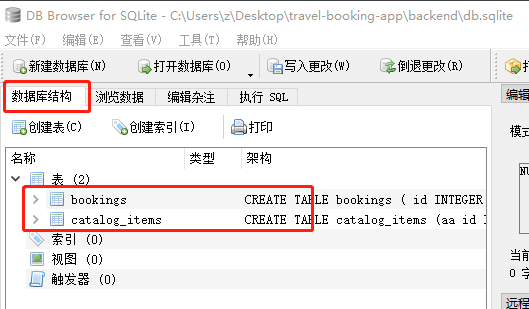 DB Browser for SQLite - C:\Users\z\Desktop\travel-booking-app\backend\db.sqlite
文件(F) 编辑(E) 查看(V) 工具(T) 帮助(H)
新建数据库(N) 打开数据库(O) 写入更改(W) 倒退更改(R) 打
数据库结构 浏览数据 编辑杂注 执行 SQL 编辑
创建表(C) 创建索引(I) 打印 模式
名称 类型 架构
表 (2)
bookings CREATE TABLE bookings ( id INTEGER
catalog_items CREATE TABLE catalog_items (aa id I
索引 (0)
视图 (0) 当前
触发器 (0) 0 字
远程